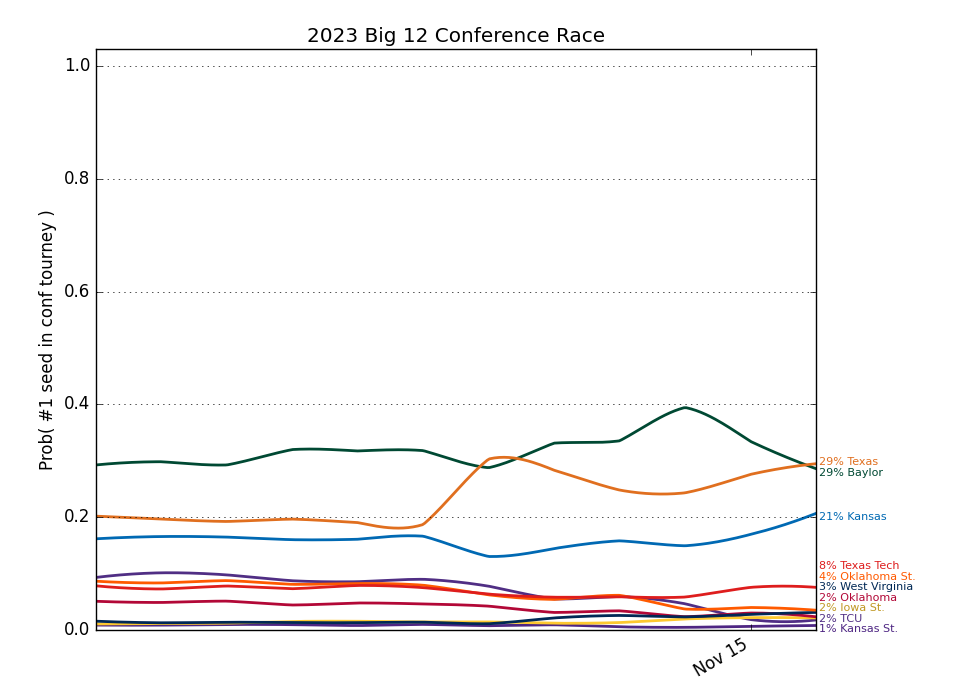 2023 Big 12 Conference Race
Prob( #1 seed in conf tourney )
1.0
0.8
0.6
0.4
0.2
0.0
Nov 15
29% Texas
29% Baylor
21% Kansas
8% Texas Tech
4% Oklahoma St.
3% West Virginia
2% Oklahoma
2% Iowa St.
2% TCU
1% Kansas St.